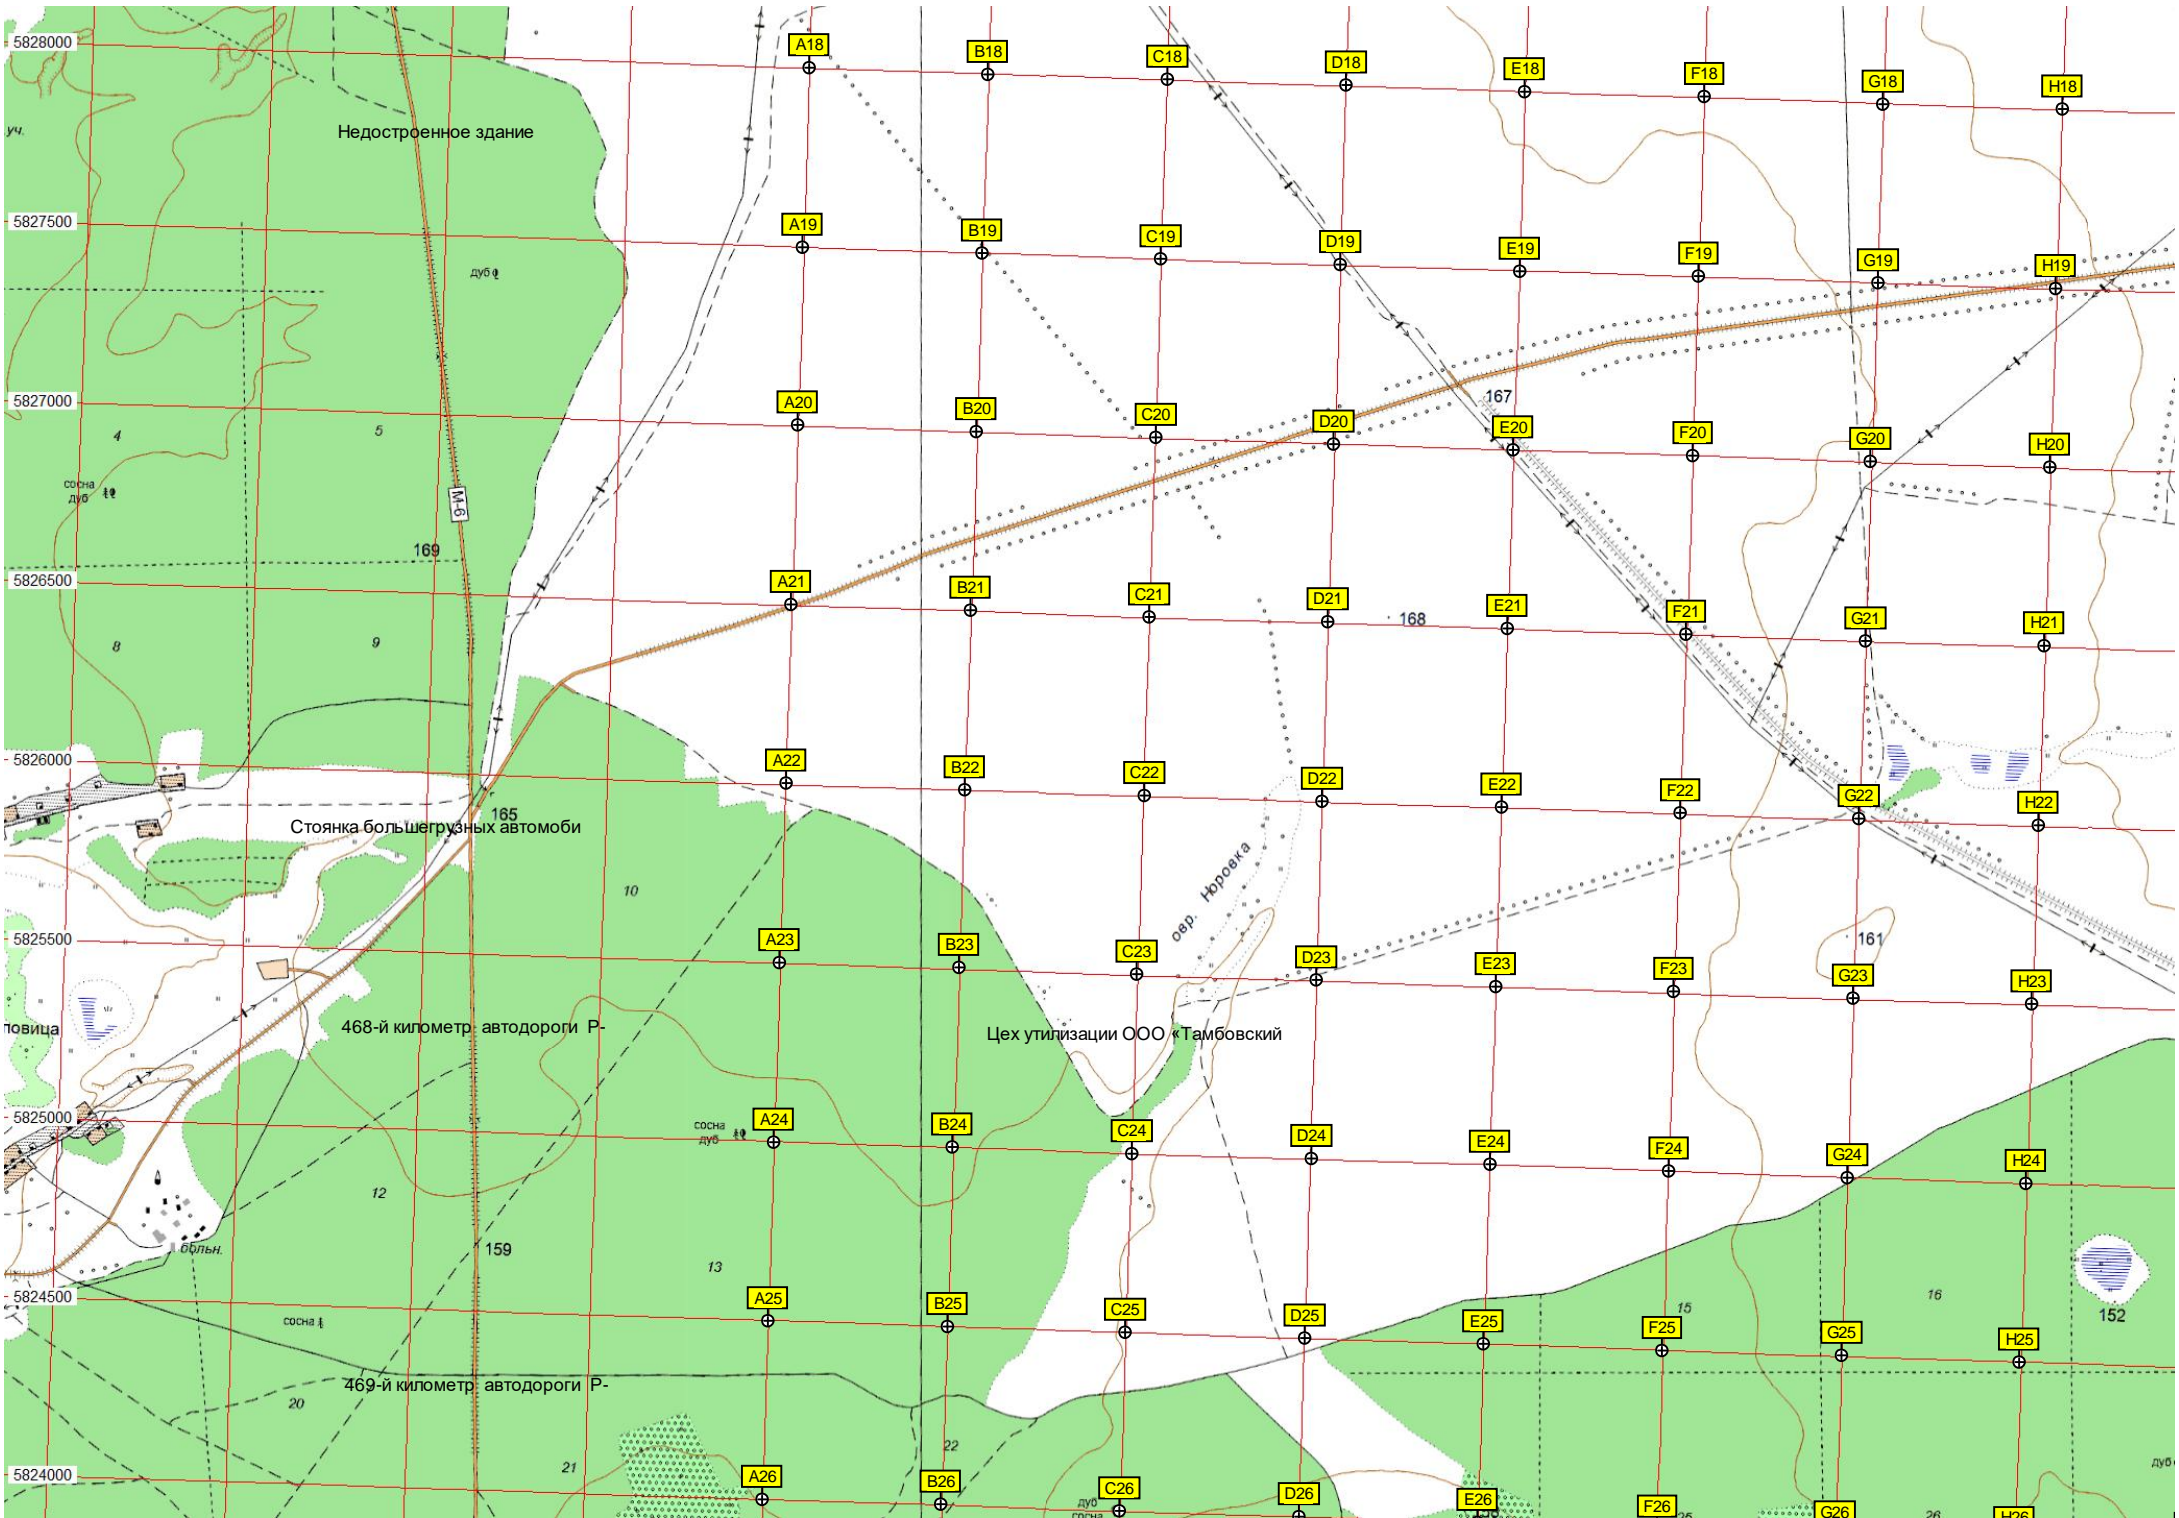 5828000
A18
B18
C18
D18
E18
F18
G18
H18
уч.
Недостроенное здание
5827500
A19
B19
C19
D19
E19
F19
G19
H19
дуб
5827000
A20
B20
C20
D20
E20
F20
G20
H20
167
4
5
сосна
дуб
М-6
169
5826500
A21
B21
C21
D21
168
E21
F21
G21
H21
8
9
5826000
A22
B22
C22
D22
E22
F22
G22
H22
165
Стоянка большегрузных автомоби
10
овр. Норовка
5825500
A23
B23
C23
D23
E23
F23
G23
H23
161
ловица
468-й километр автодороги Р-
Цех утилизации ООО «Тамбовский
5825000
A24
B24
C24
D24
E24
F24
G24
H24
сосна
дуб
12
159
больн.
13
5824500
A25
B25
C25
D25
E25
F25
G25
H25
15
16
152
сосна
469-й километр автодороги Р-
20
21
22
5824000
A26
B26
C26
D26
E26
F26
G26
H26
дуб
сосна
дуб
26